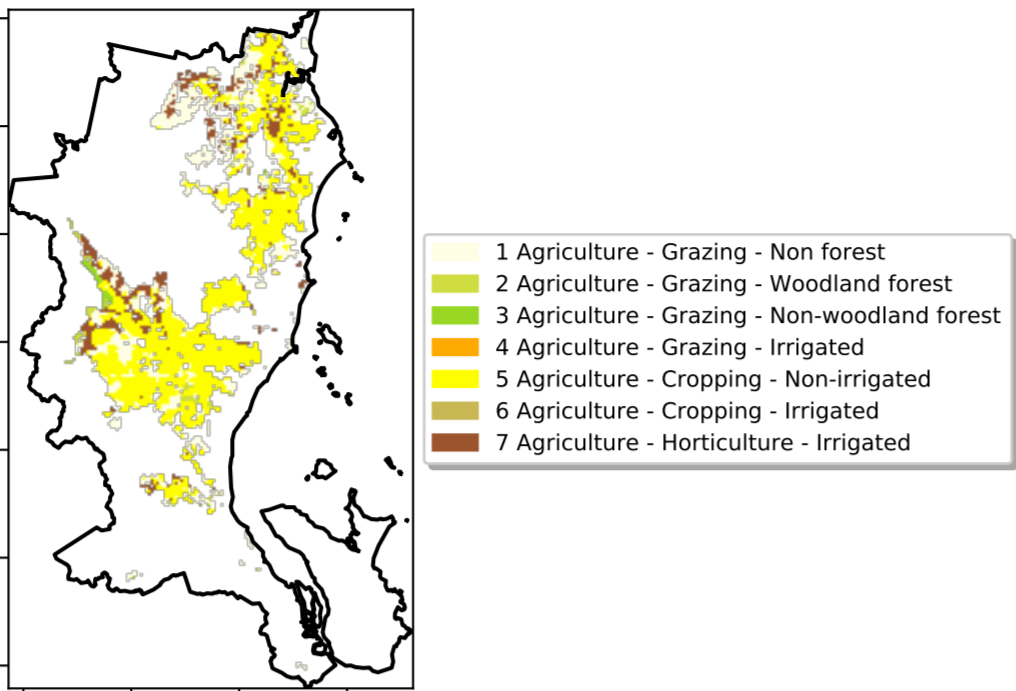 1 Agriculture - Grazing - Non forest
2 Agriculture - Grazing - Woodland forest
3 Agriculture - Grazing - Non-woodland forest
4 Agriculture - Grazing - Irrigated
5 Agriculture - Cropping - Non-irrigated
6 Agriculture - Cropping - Irrigated
7 Agriculture - Horticulture - Irrigated